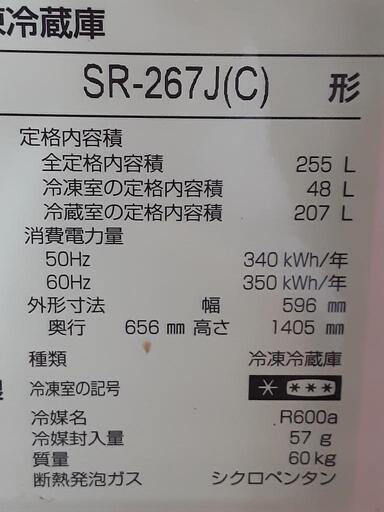 冷蔵庫
SR-267J(C) 形
定格内容積
全定格内容積 255 L
冷凍室の定格内容積 48 L
冷蔵室の定格内容積 207 L
消費電力量
50Hz 340 kWh/年
60Hz 350 kWh/年
外形寸法 幅 596 mm
奥行 656 mm 高さ 1405 mm
種類 冷凍冷蔵庫
冷凍室の記号
冷媒名 R600a
冷媒封入量 57 g
質量 60 kg
断熱発泡ガス シクロペンタン